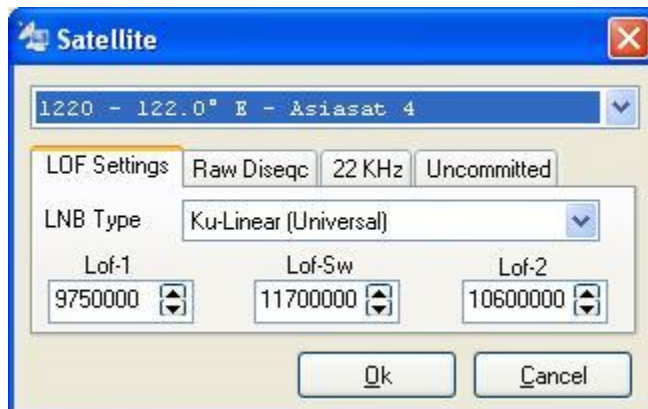 Satellite
1220 - 122.0° E - Asiasat 4
LOF Settings Raw Diseqc 22 KHz Uncommitted
LNB Type Ku-Linear (Universal)
Lof-1 Lof-Sw Lof-2
9750000 11700000 10600000
Ok Cancel